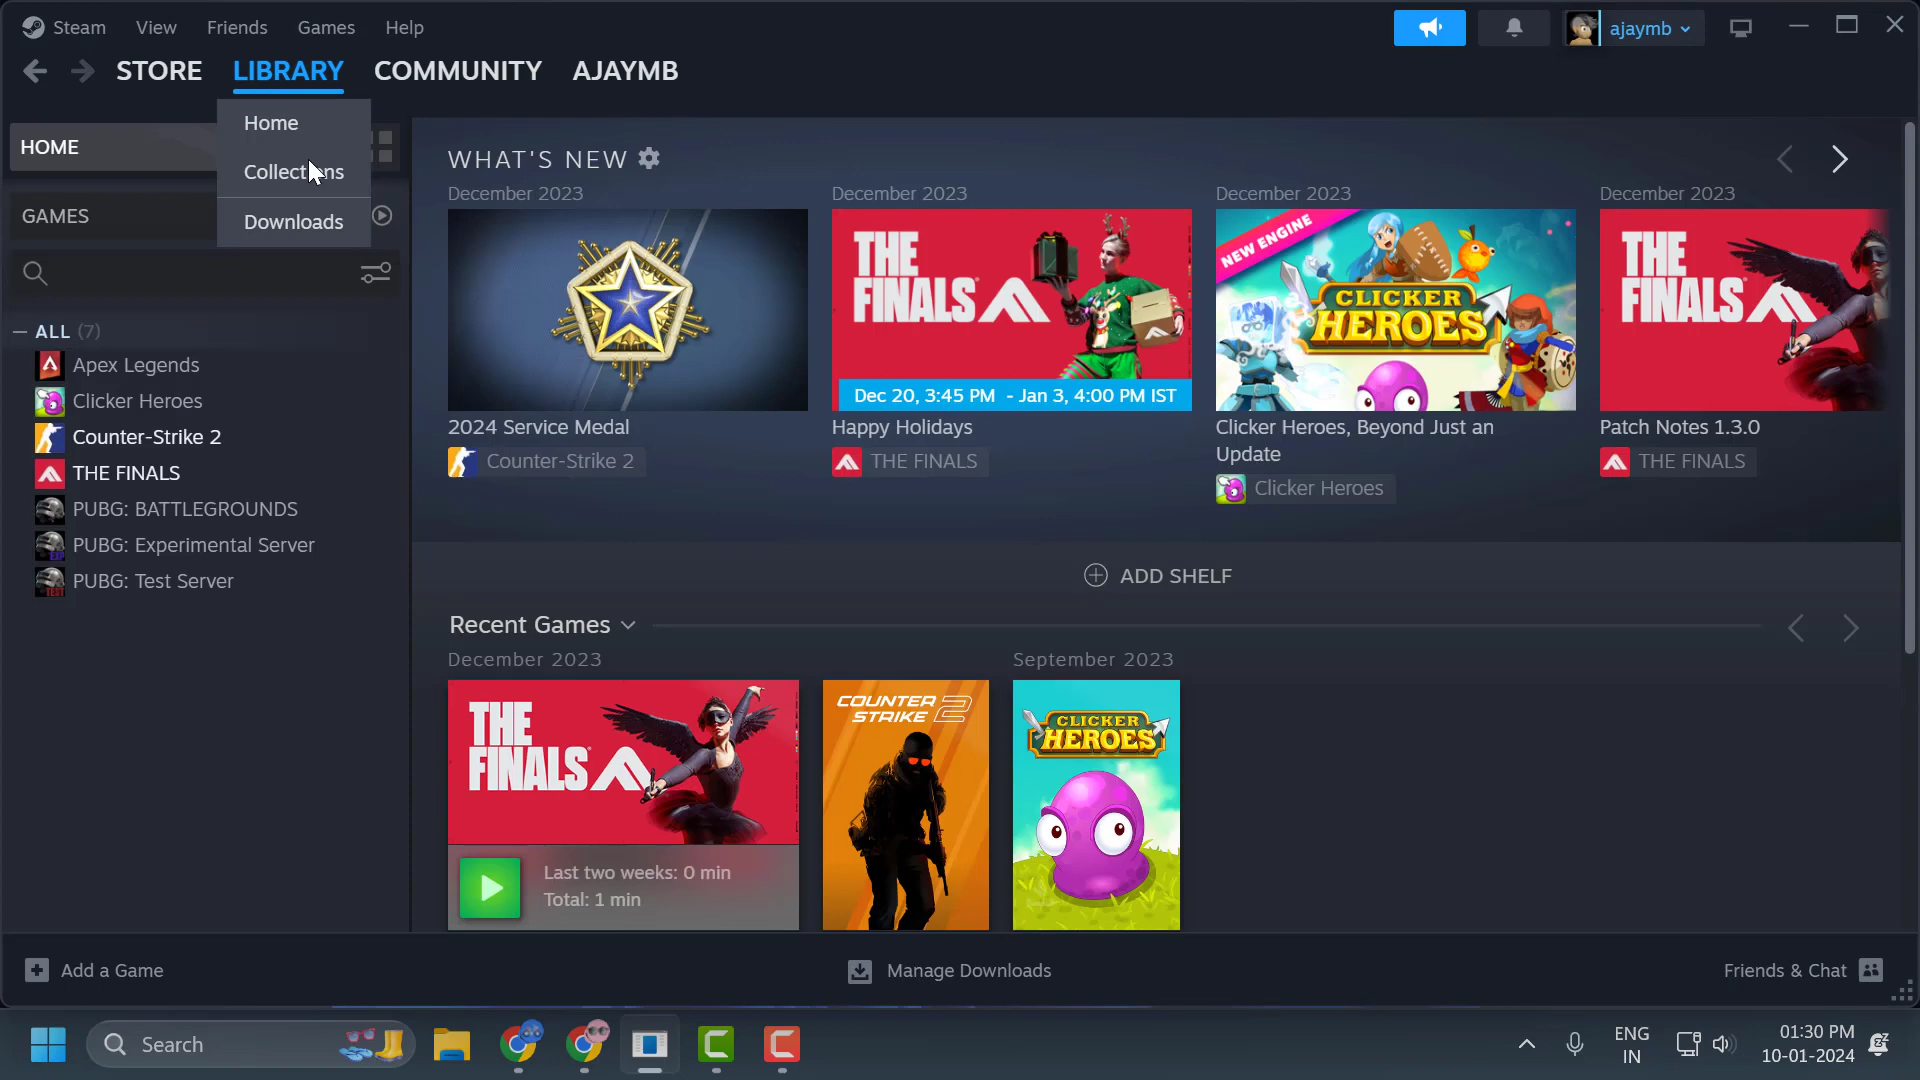 Steam View Friends Games Help
ajaymb
STORE LIBRARY COMMUNITY AJAYMB
Home
Collections
Downloads
HOME
GAMES
ALL (7)
Apex Legends
Clicker Heroes
Counter-Strike 2
THE FINALS
PUBG: BATTLEGROUNDS
PUBG: Experimental Server
PUBG: Test Server
WHAT'S NEW
December 2023
2024 Service Medal
Counter-Strike 2
December 2023
THE
FINALS
Dec 20, 3:45 PM - Jan 3, 4:00 PM IST
Happy Holidays
THE FINALS
December 2023
NEW ENGINE
CLICKER
HEROES
Clicker Heroes, Beyond Just an
Update
Clicker Heroes
December 2023
THE
FINALS
Patch Notes 1.3.0
THE FINALS
ADD SHELF
Recent Games
December 2023
THE
FINALS
Last two weeks: 0 min
Total: 1 min
COUNTER
STRIKE 2
September 2023
CLICKER
HEROES
Add a Game
Manage Downloads
Friends & Chat
Search
ENG
IN
01:30 PM
10-01-2024